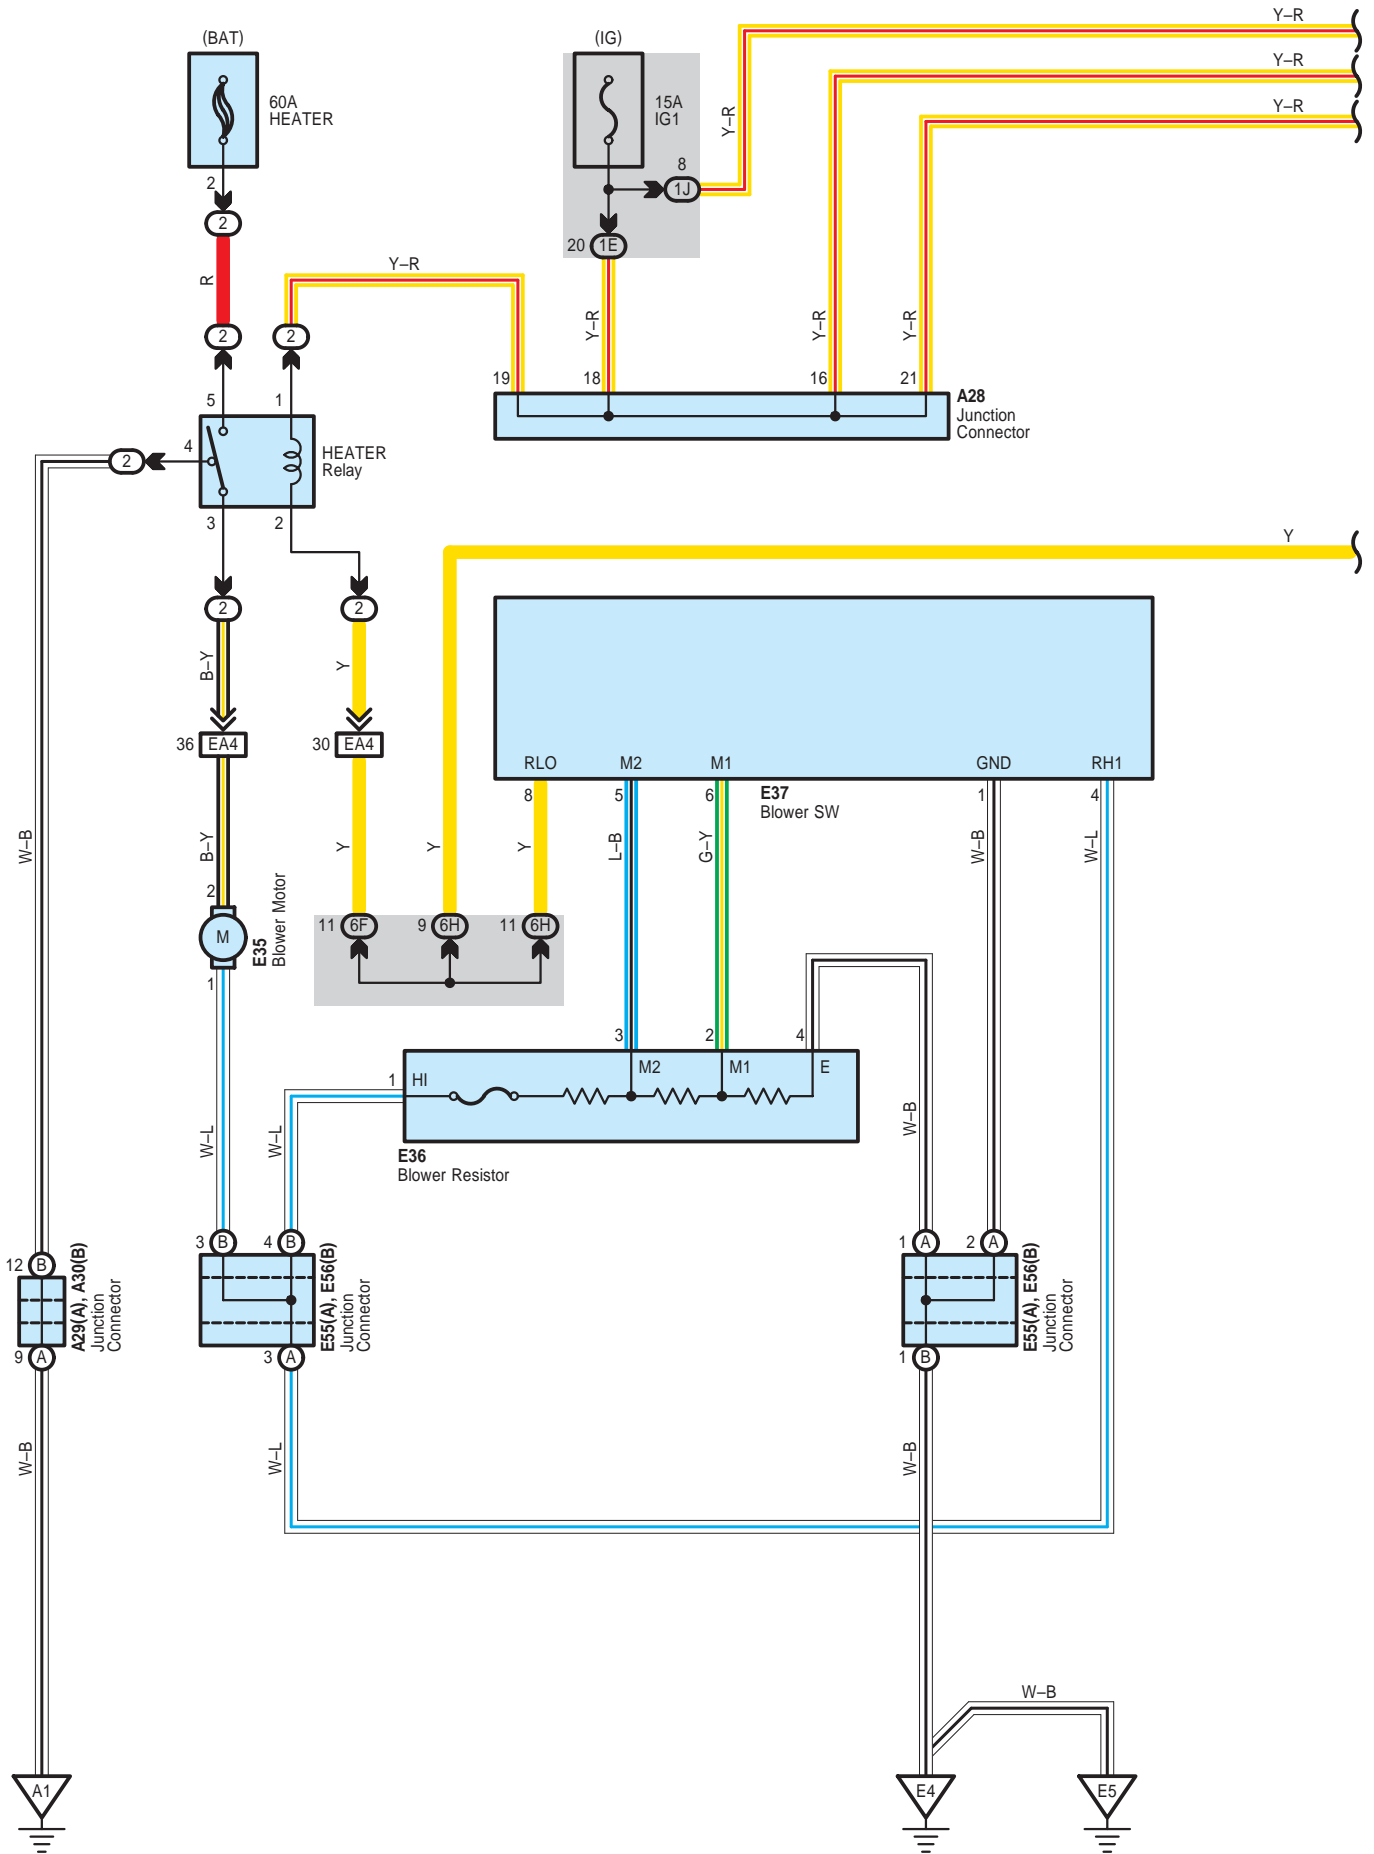 (BAT)
60A
HEATER
2
2
R
2
5
(IG)
15A
IG1
8
1J
20
1E
Y–R
Y–R
Y–R
Y–R
Y–R
2
1
Y–R
Y–R
Y–R
19
18
16
21
A28
Junction
Connector
4
2
HEATER
Relay
3
2
2
2
Y
B–Y
Y
36
EA4
30
EA4
RLO
M2
M1
GND
RH1
8
5
6
1
4
E37
Blower SW
W–B
B–Y
Y
Y
Y
L–B
G–Y
W–B
W–L
2
M
E35
Blower Motor
1
11
6F
9
6H
11
6H
3
2
4
M2
M1
E
1
HI
E36
Blower Resistor
W–L
W–L
W–B
12
B
A29(A), A30(B)
Junction
Connector
9
A
3
B
4
B
E55(A), E56(B)
Junction
Connector
3
A
1
A
2
A
E55(A), E56(B)
Junction
Connector
1
B
W–B
W–L
W–B
W–B
A1
E4
E5